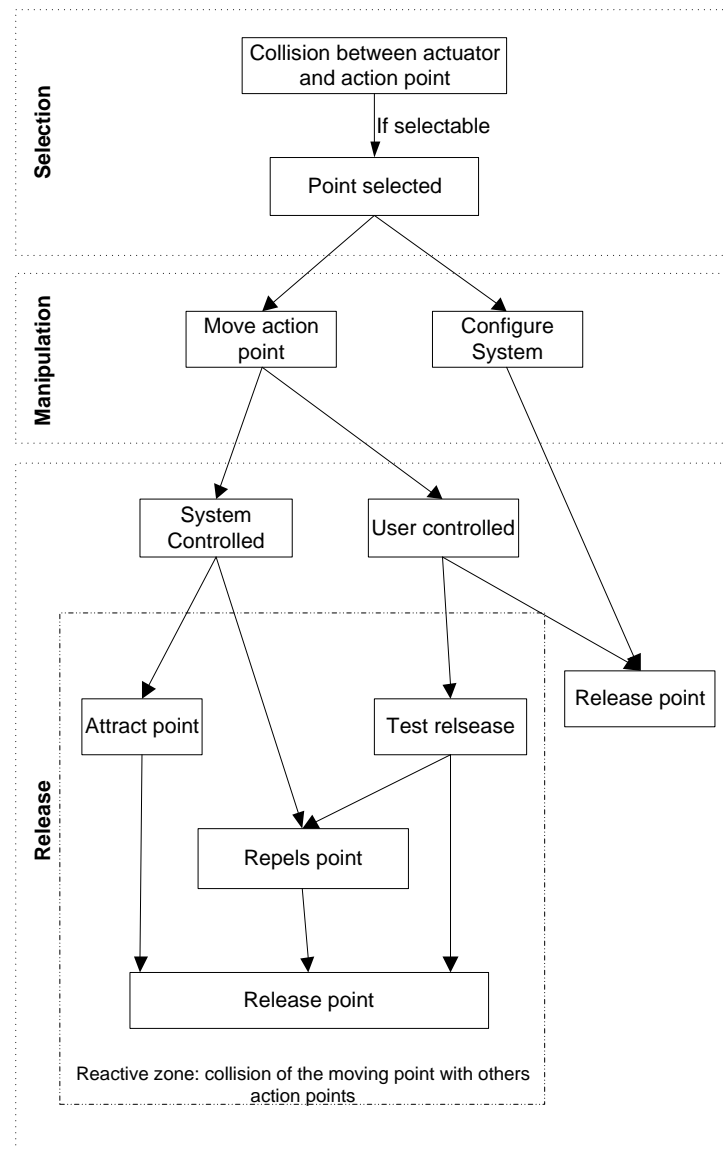 Selection
Collision between actuator
and action point
If selectable
Point selected
Manipulation
Move action
point
Configure
System
Release
System
Controlled
User controlled
Attract point
Test relsease
Release point
Repels point
Release point
Reactive zone: collision of the moving point with others
action points